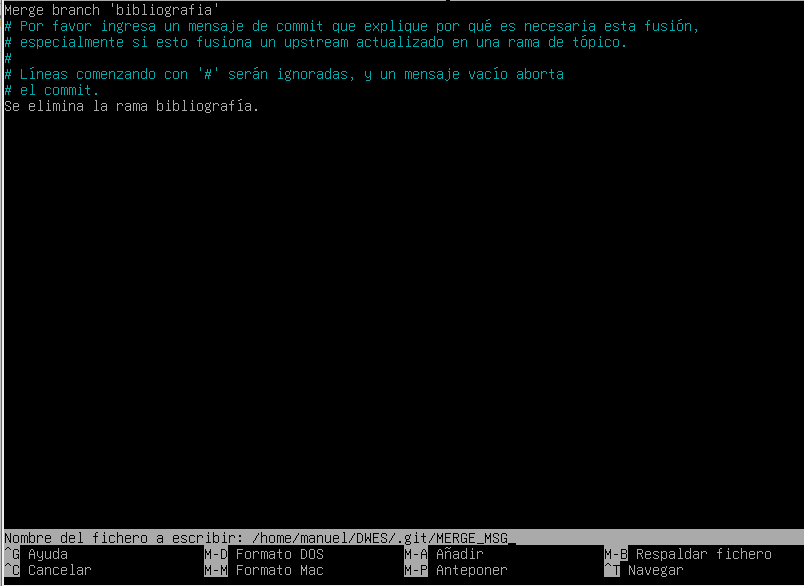 Merge branch 'bibliografia'
# Por favor ingresa un mensaje de commit que explique por qué es necesaria esta fusión,
# especialmente si esto fusiona un upstream actualizado en una rama de tópico.
#
# Líneas comenzando con '#' serán ignoradas, y un mensaje vacío aborta
# el commit.
Se elimina la rama bibliografía.
Nombre del fichero a escribir: /home/manuel/DWES/.git/MERGE_MSG_
^G Ayuda M-D Formato DOS M-A Añadir M-B Respaldar fichero
^C Cancelar M-M Formato Mac M-P Anteponer ^T Navegar